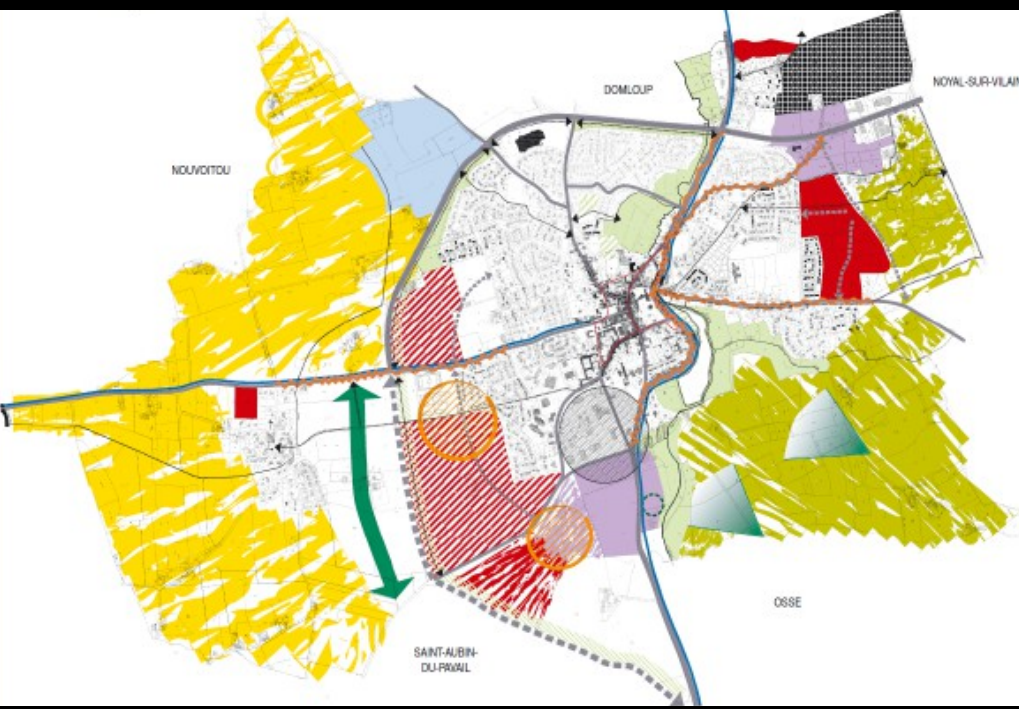 DOMLOUP
NOYAL-SUR-VILAIN
NOUVOITOU
OSSE
SAINT-AUBIN-
DU-PAVAIL